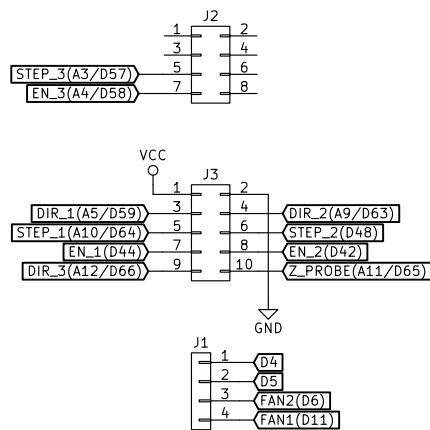 J2
1 2
3 4
STEP_3(A3/D57) 5 6
EN_3(A4/D58) 7 8
VCC J3
1 2
DIR_1(A5/D59) 3 4 DIR_2(A9/D63)
STEP_1(A10/D64) 5 6 STEP_2(D48)
EN_1(D44) 7 8 EN_2(D42)
DIR_3(A12/D66) 9 10 Z_PROBE(A11/D65)
GND
J1
1 D4
2 D5
3 FAN2(D6)
4 FAN1(D11)